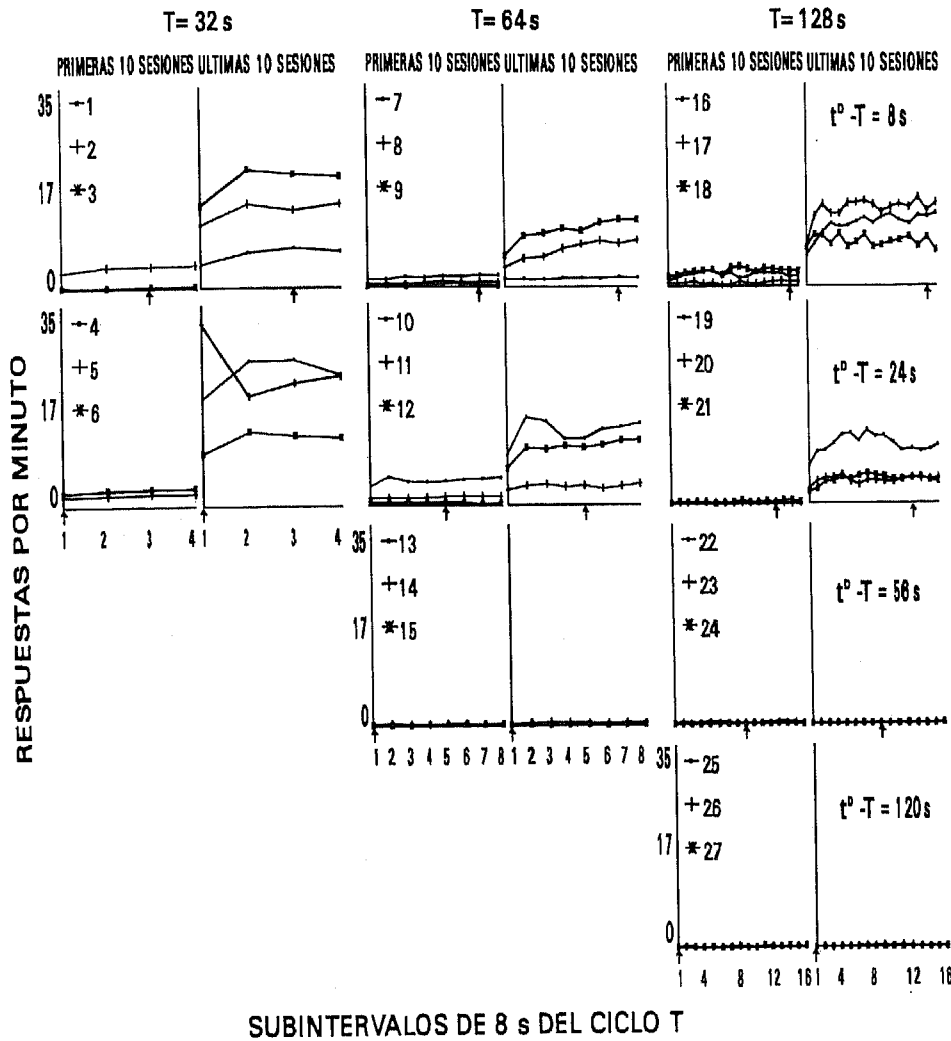 T= 32 s T= 64 s T= 128 s
PRIMERAS 10 SESIONES ULTIMAS 10 SESIONES PRIMERAS 10 SESIONES ULTIMAS 10 SESIONES PRIMERAS 10 SESIONES ULTIMAS 10 SESIONES
35 1 7 16 tᴰ -T = 8 s
2 8 17
17 3 9 18
0
35 4 10 19
5 11 20 tᴰ -T = 24 s
17 6 12 21
0
1 2 3 4 1 2 3 4
35 13 22
14 23 tᴰ -T = 56 s
17 15 24
0
1 2 3 4 5 6 7 8 1 2 3 4 5 6 7 8
35 25
26 tᴰ -T = 120 s
17 27
0
1 4 8 12 16 1 4 8 12 16
RESPUESTAS POR MINUTO
SUBINTERVALOS DE 8 s DEL CICLO T